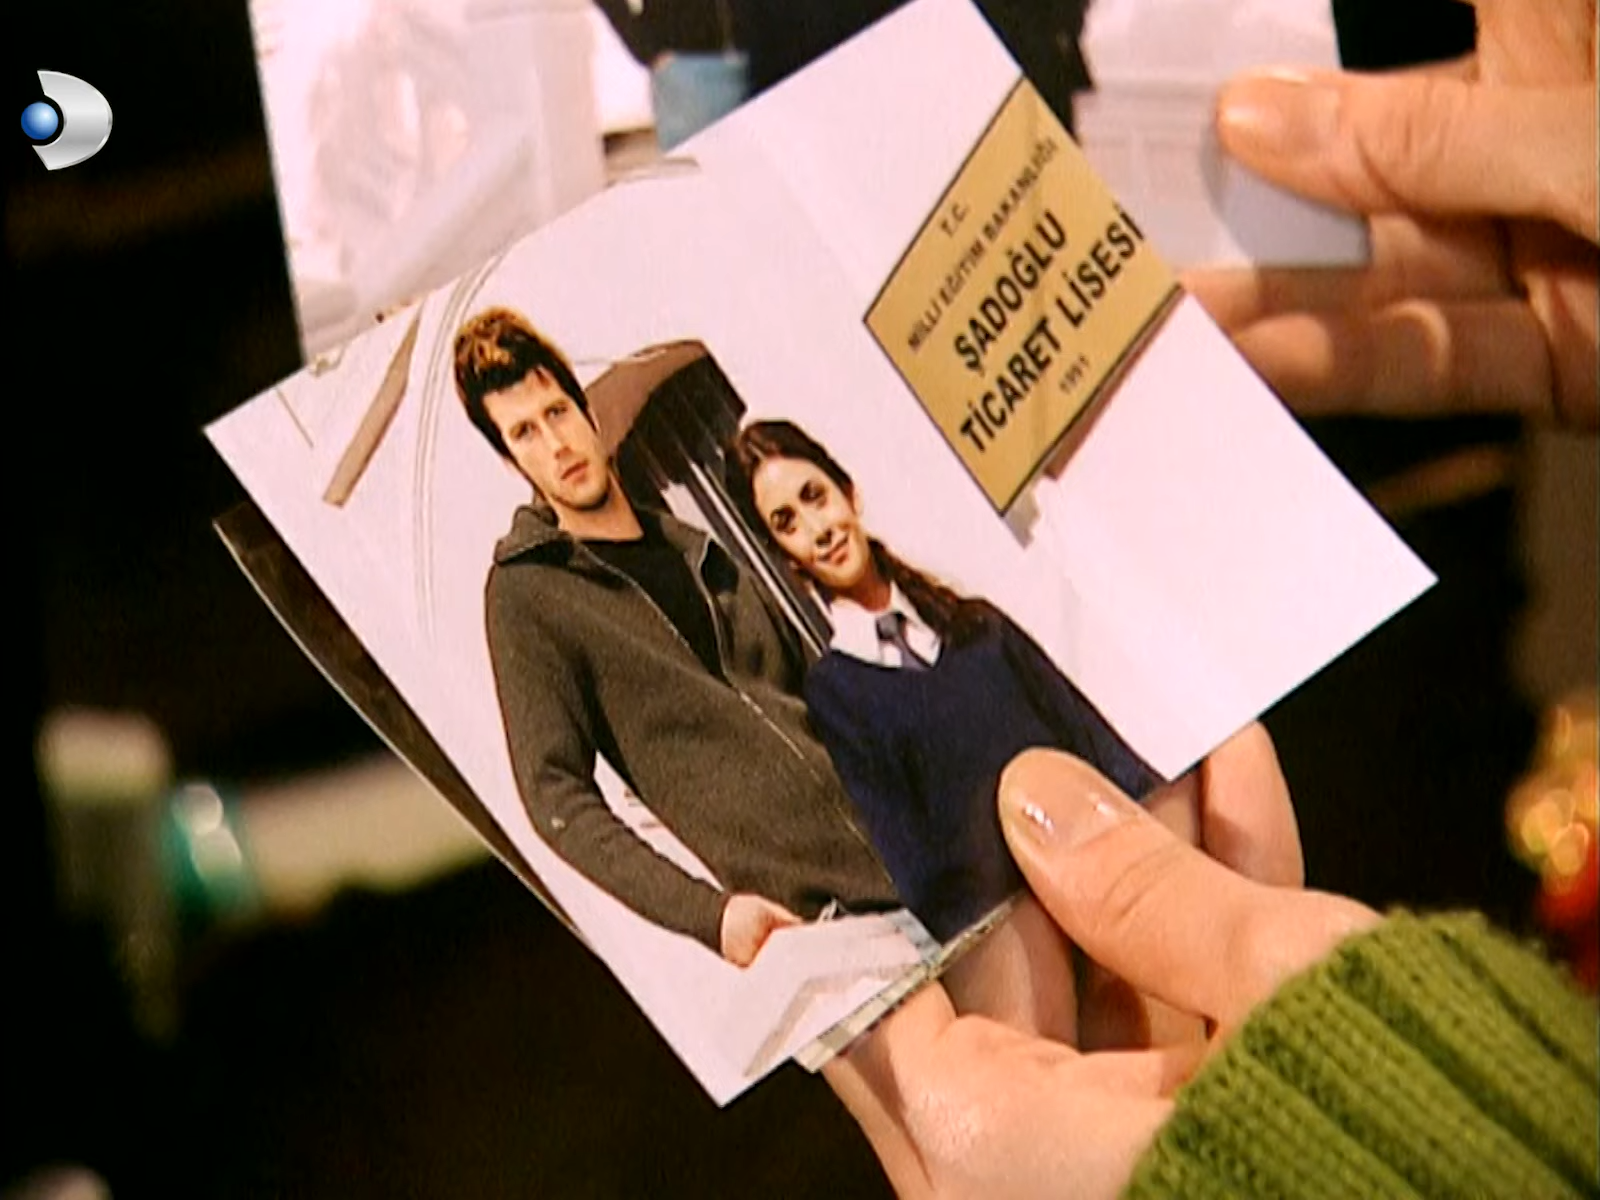 T.C.
MİLLİ EĞİTİM BAKANLIĞI
ŞADOĞLU
TİCARET LİSESİ
1991